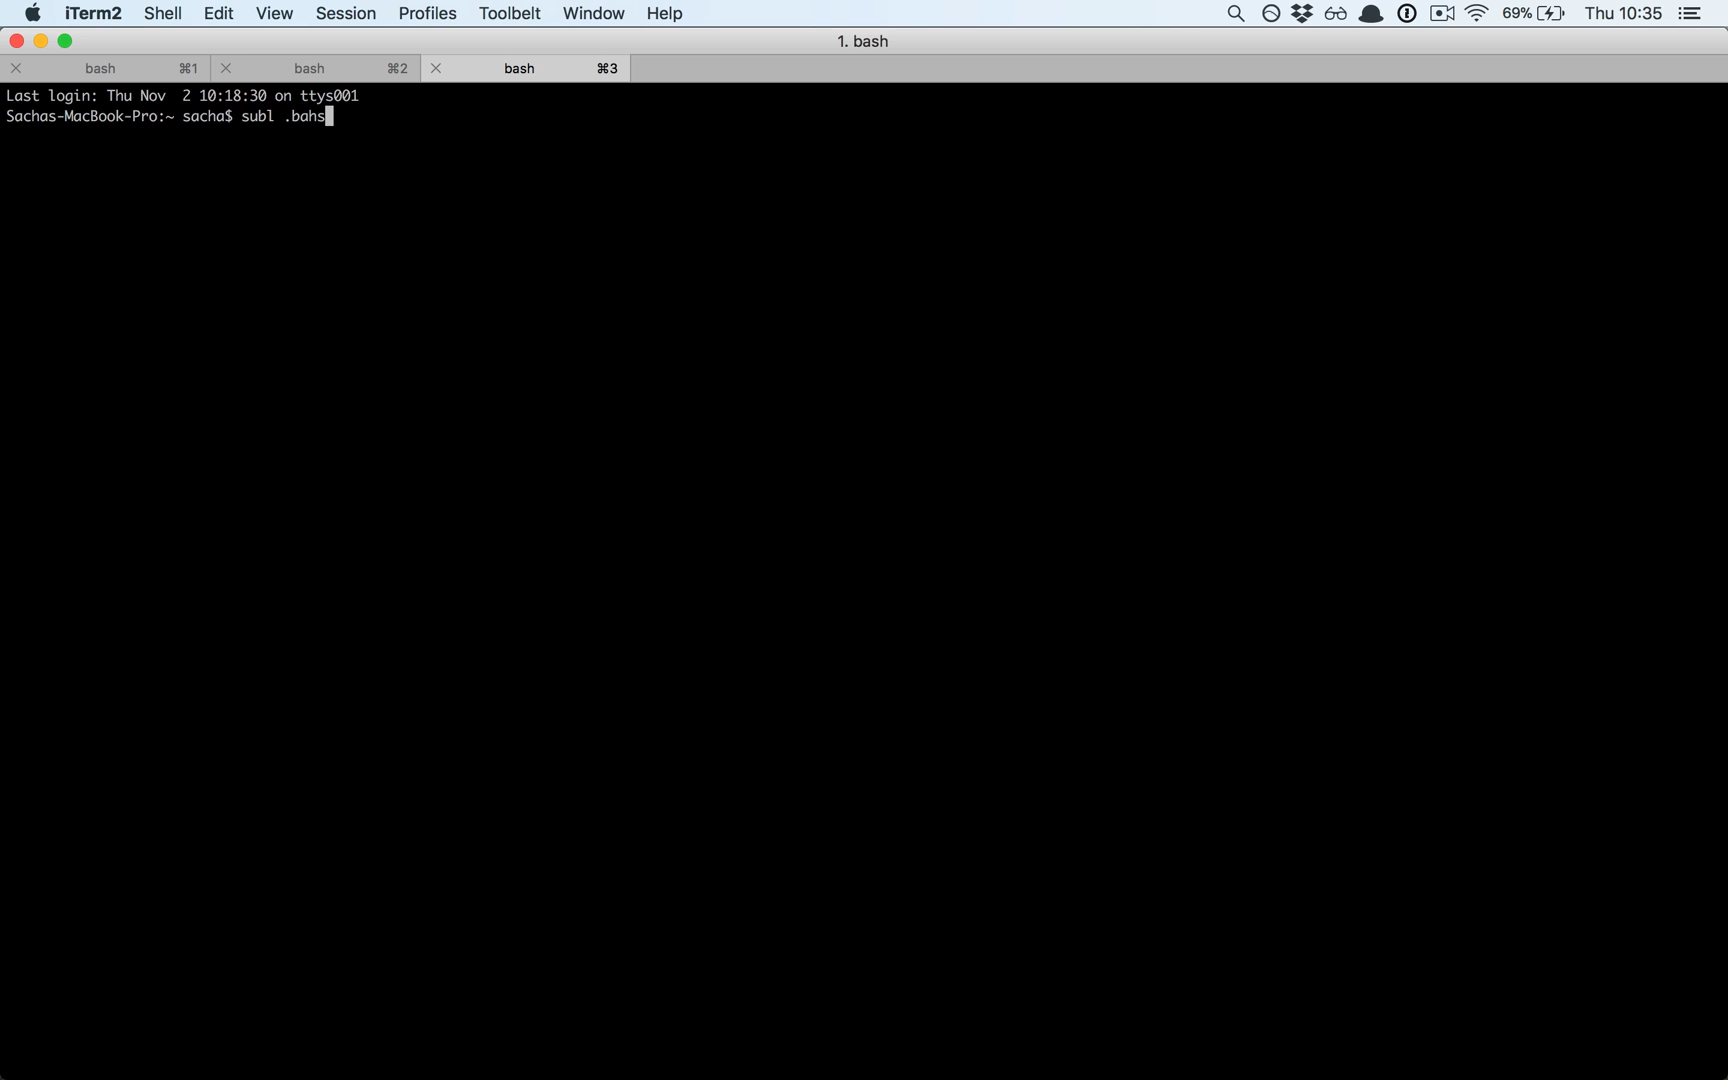 iTerm2 Shell Edit View Session Profiles Toolbelt Window Help 69% Thu 10:35
1. bash
bash ⌘1 bash ⌘2 bash ⌘3
Last login: Thu Nov  2 10:18:30 on ttys001
Sachas-MacBook-Pro:~ sacha$ subl .bahs